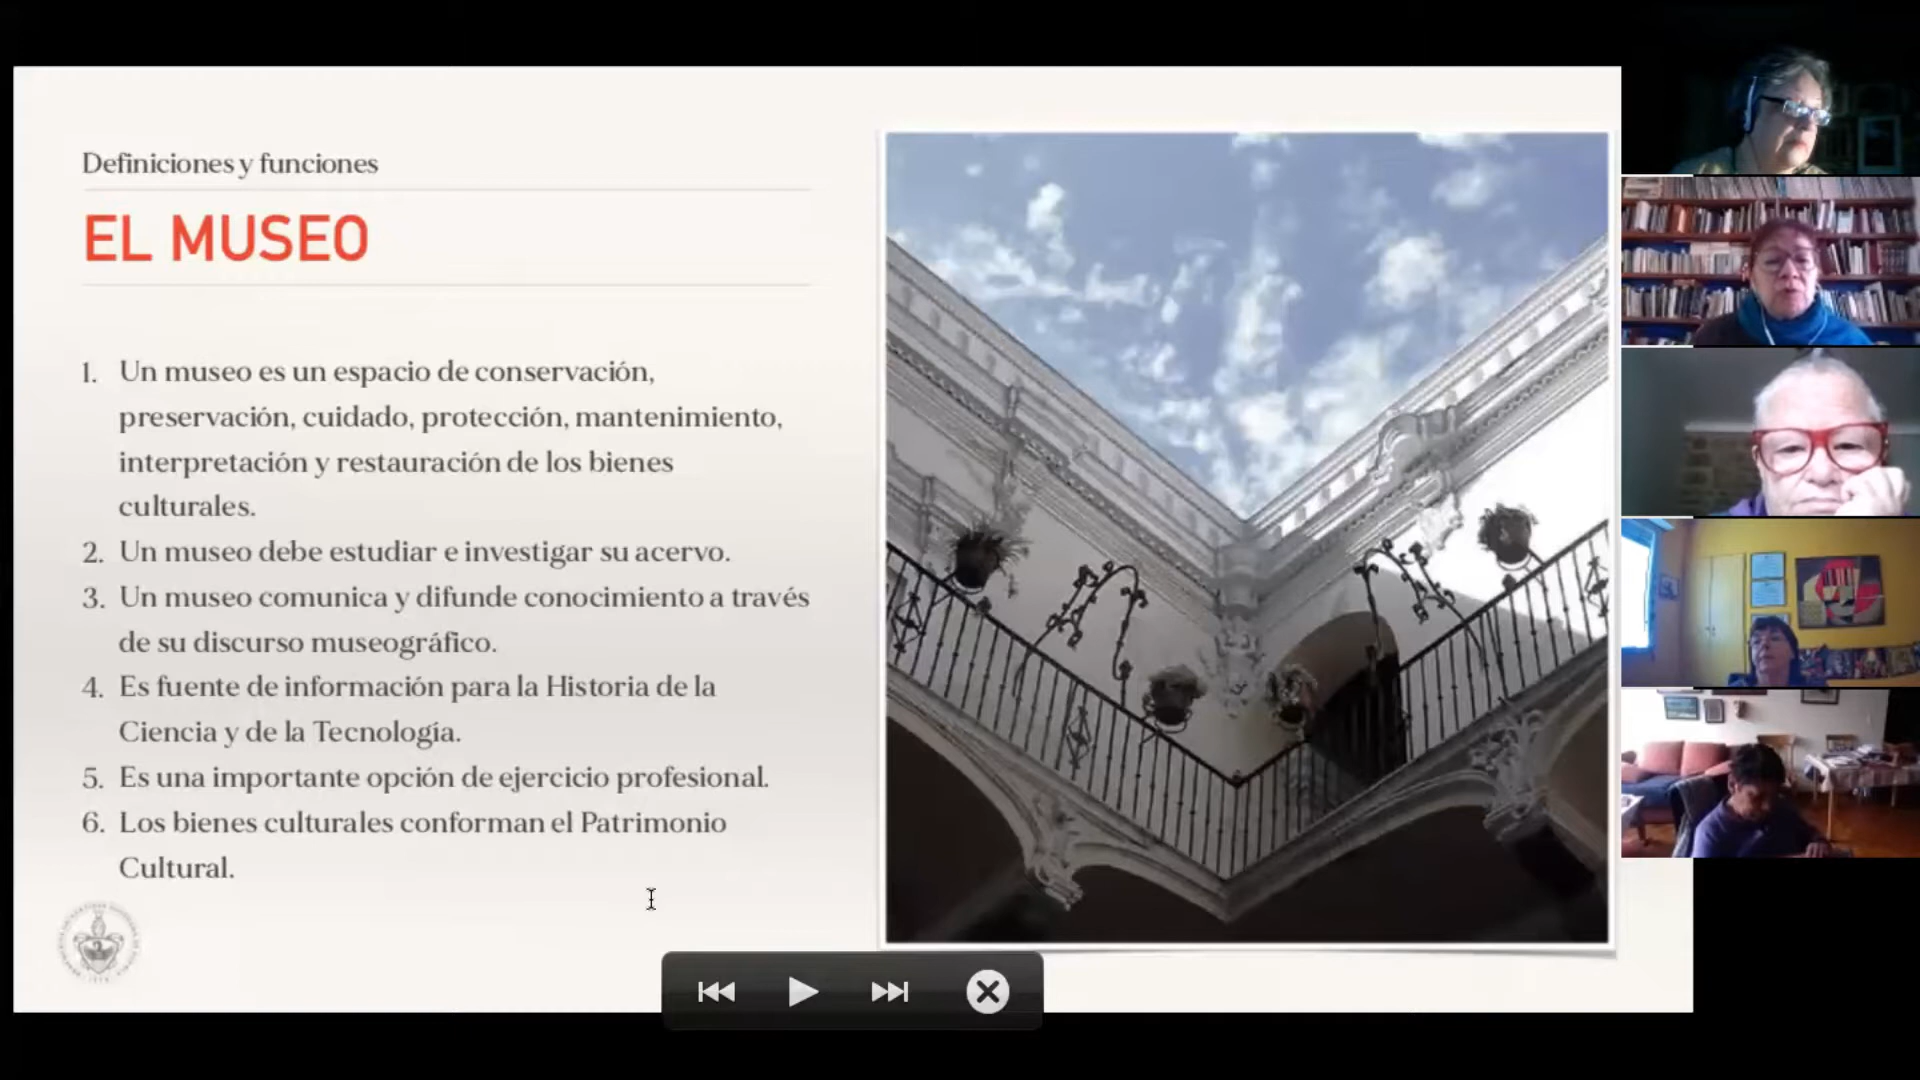 Definiciones y funciones
EL MUSEO
1. Un museo es un espacio de conservación,
preservación, cuidado, protección, mantenimiento,
interpretación y restauración de los bienes
culturales.
2. Un museo debe estudiar e investigar su acervo.
3. Un museo comunica y difunde conocimiento a través
de su discurso museográfico.
4. Es fuente de información para la Historia de la
Ciencia y de la Tecnología.
5. Es una importante opción de ejercicio profesional.
6. Los bienes culturales conforman el Patrimonio
Cultural.